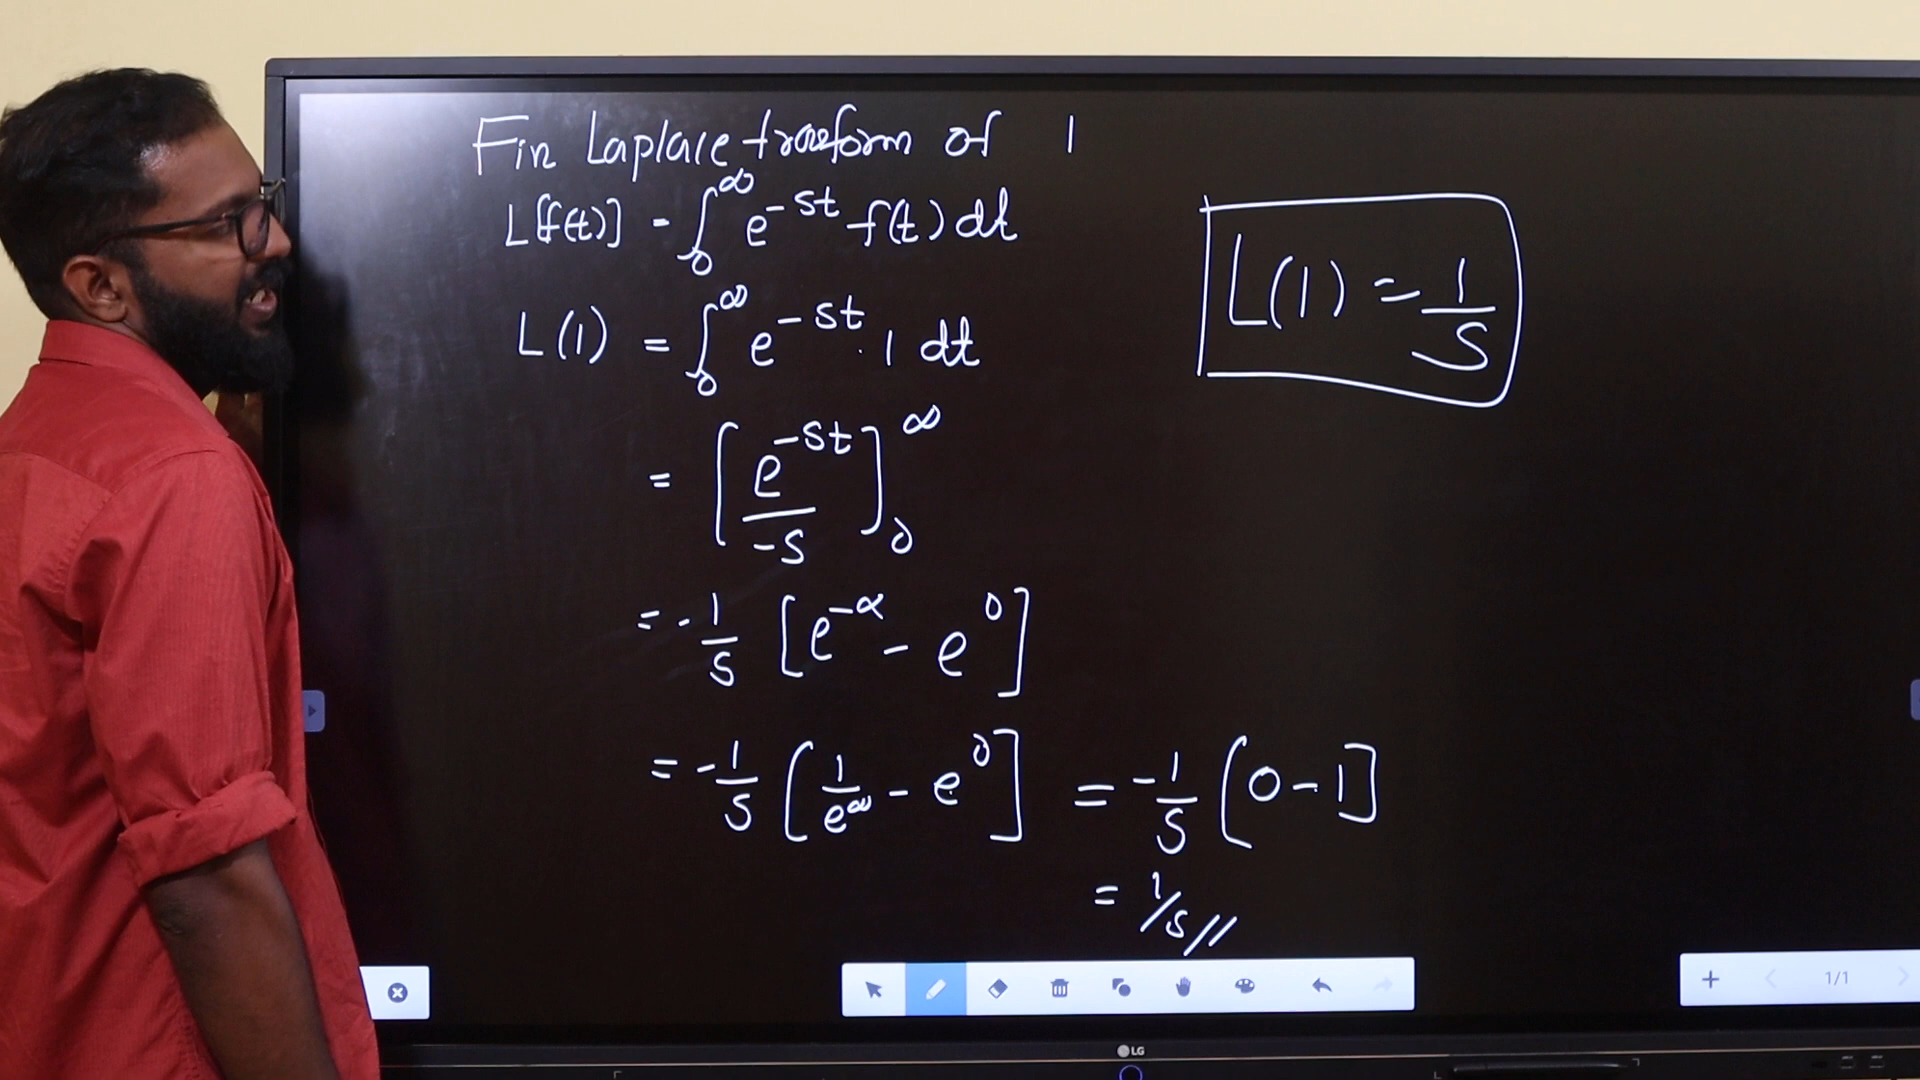 Fin Laplace trasform of 1
L[f(t)] = ∫₀^∞ e^-st f(t) dt
L(1) = ∫₀^∞ e^-st . 1 dt
= [e^-st / -s]₀^∞
= -1/s [e^-∞ - e^0]
= -1/s [1/e^∞ - e^0] = -1/s [0 - 1]
= 1/s //
L(1) = 1/S
1/1
LG